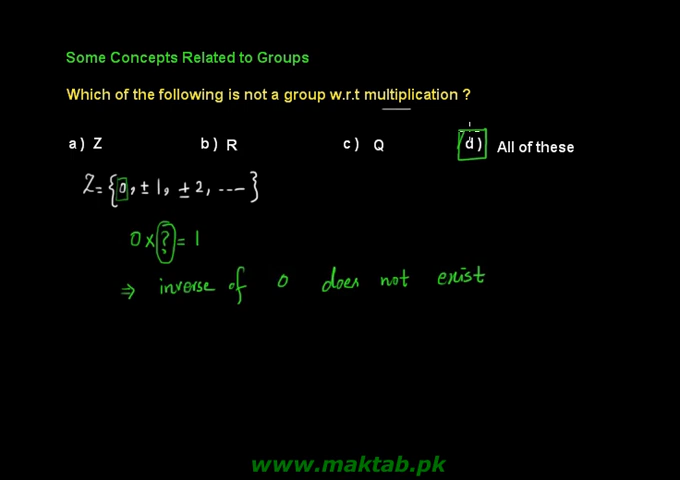 Some Concepts Related to Groups
Which of the following is not a group w.r.t multiplication ?
a) Z b) R c) Q d) All of these
Z = { 0, ± 1, ± 2, ---- }
0 × ? = 1
⇒ inverse of 0 does not exist
www.maktab.pk